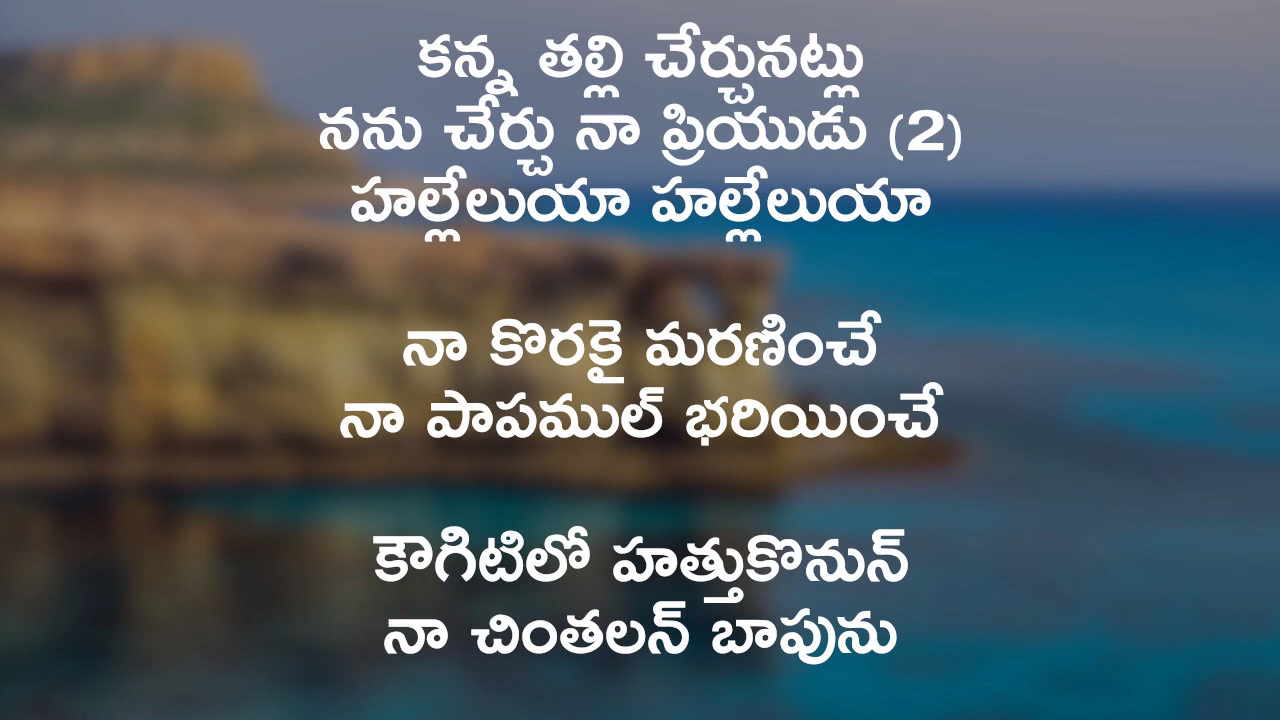 కన్న తల్లి చేర్చునట్లు
నను చేర్చు నా ప్రియుడు (2)
హల్లేలుయా హల్లేలుయా
నా కొరకై మరణించే
నా పాపముల్ భరియించే
కౌగిటిలో హత్తుకొనున్
నా చింతలన్ బాపును